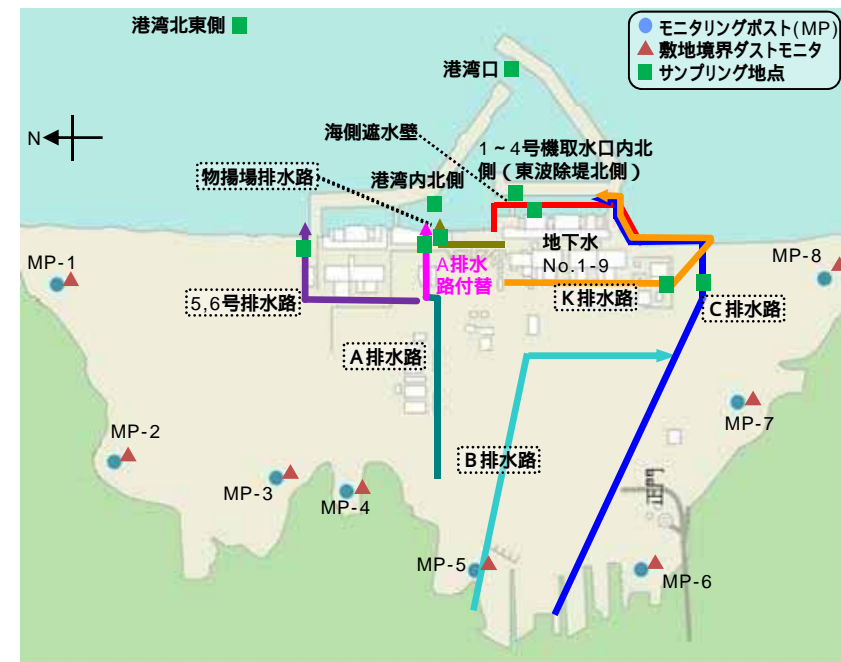 港湾北東側
モニタリングポスト(MP)
敷地境界ダストモニタ
サンプリング地点
港湾口
N
海側遮水壁
1～4号機取水口内北
側（東波除堤北側）
物揚場排水路
港湾内北側
地下水
No.1-9
MP-1
A排水
路付替
MP-8
5,6号排水路
K排水路
C排水路
A排水路
MP-7
MP-2
B排水路
MP-3
MP-4
正門
MP-5
MP-6